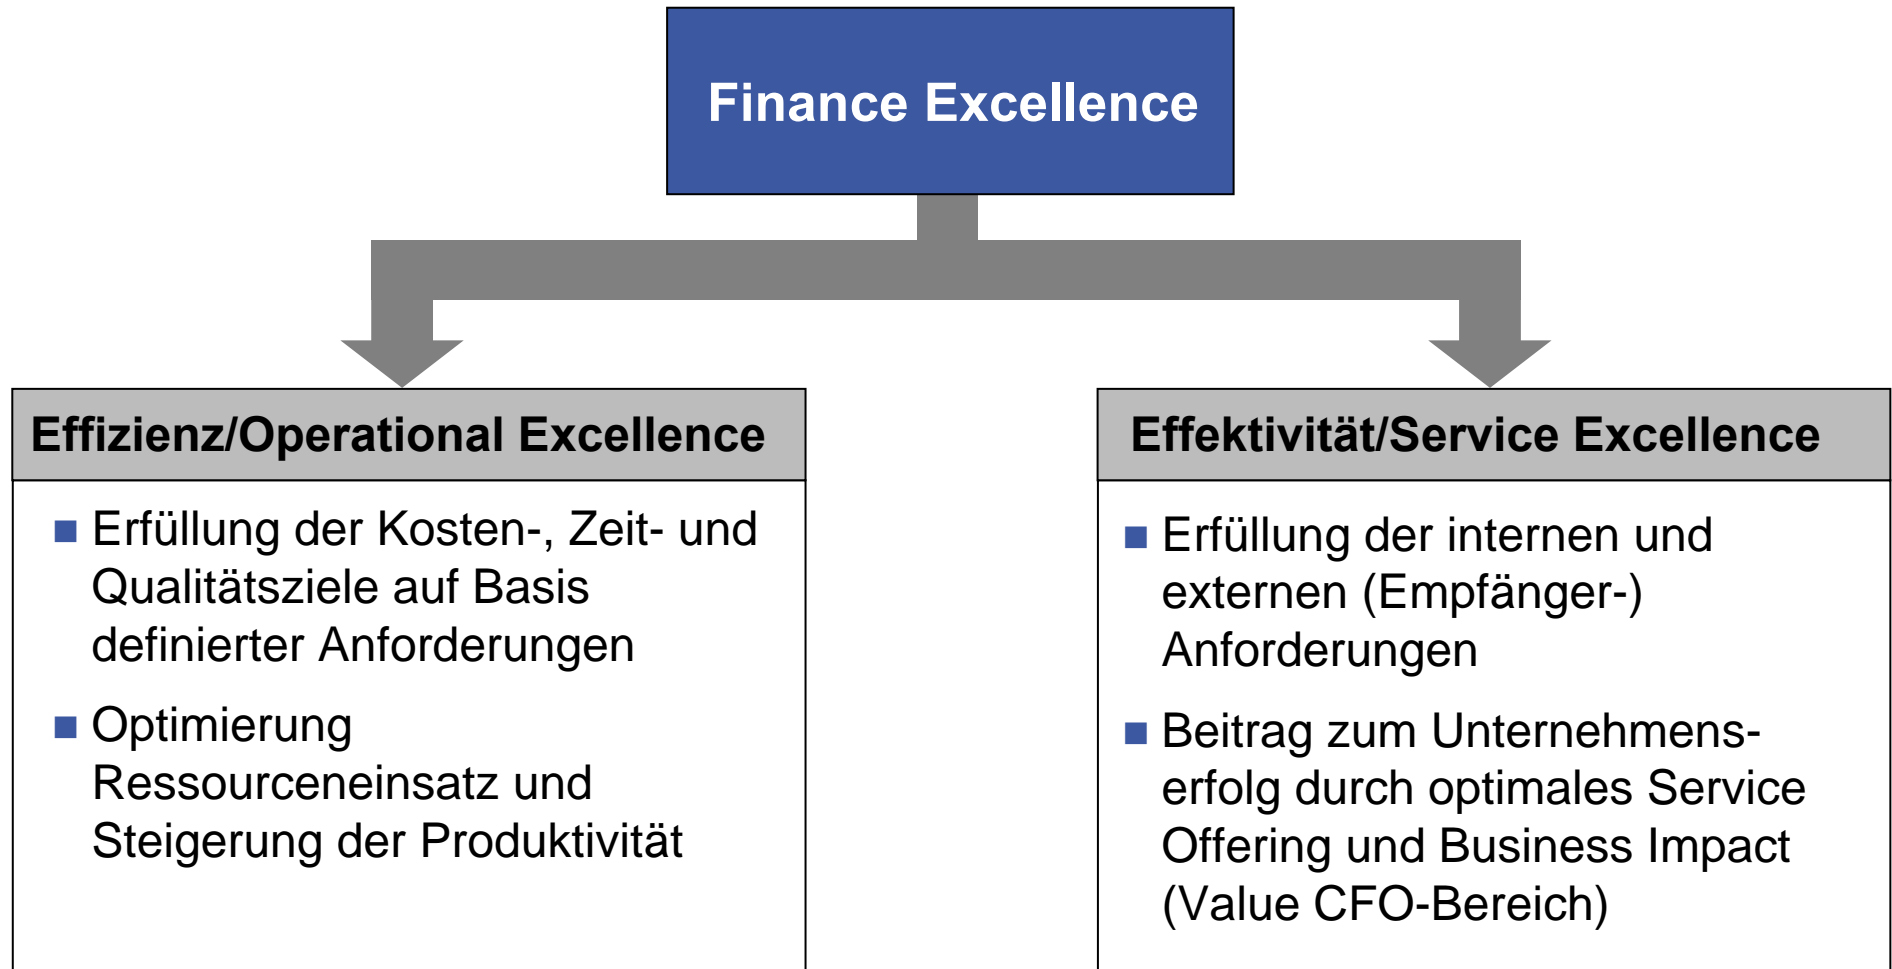 Finance Excellence
Effizienz/Operational Excellence
Erfüllung der Kosten-, Zeit- und
Qualitätsziele auf Basis
definierter Anforderungen
Optimierung
Ressourceneinsatz und
Steigerung der Produktivität
Effektivität/Service Excellence
Erfüllung der internen und
externen (Empfänger-)
Anforderungen
Beitrag zum Unternehmens-
erfolg durch optimales Service
Offering und Business Impact
(Value CFO-Bereich)